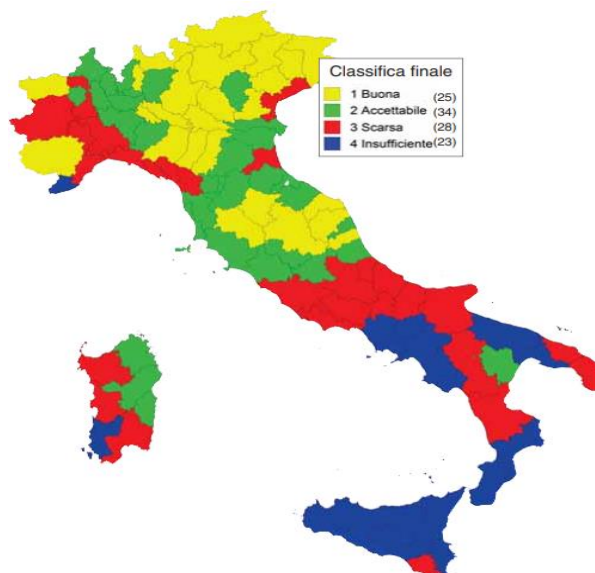 Classifica finale
1 Buona (25)
2 Accettabile (34)
3 Scarsa (28)
4 Insufficiente (23)